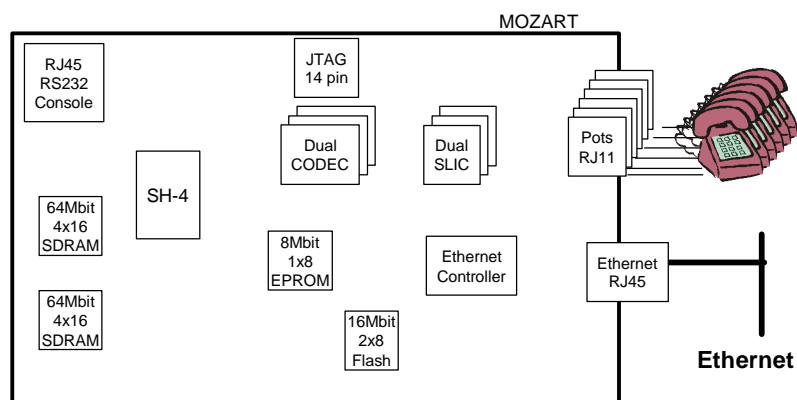 MOZART
RJ45
RS232
Console
JTAG
14 pin
Dual
CODEC
Dual
SLIC
Pots
RJ11
SH-4
64Mbit
4x16
SDRAM
8Mbit
1x8
EPROM
Ethernet
Controller
Ethernet
RJ45
64Mbit
4x16
SDRAM
16Mbit
2x8
Flash
Ethernet